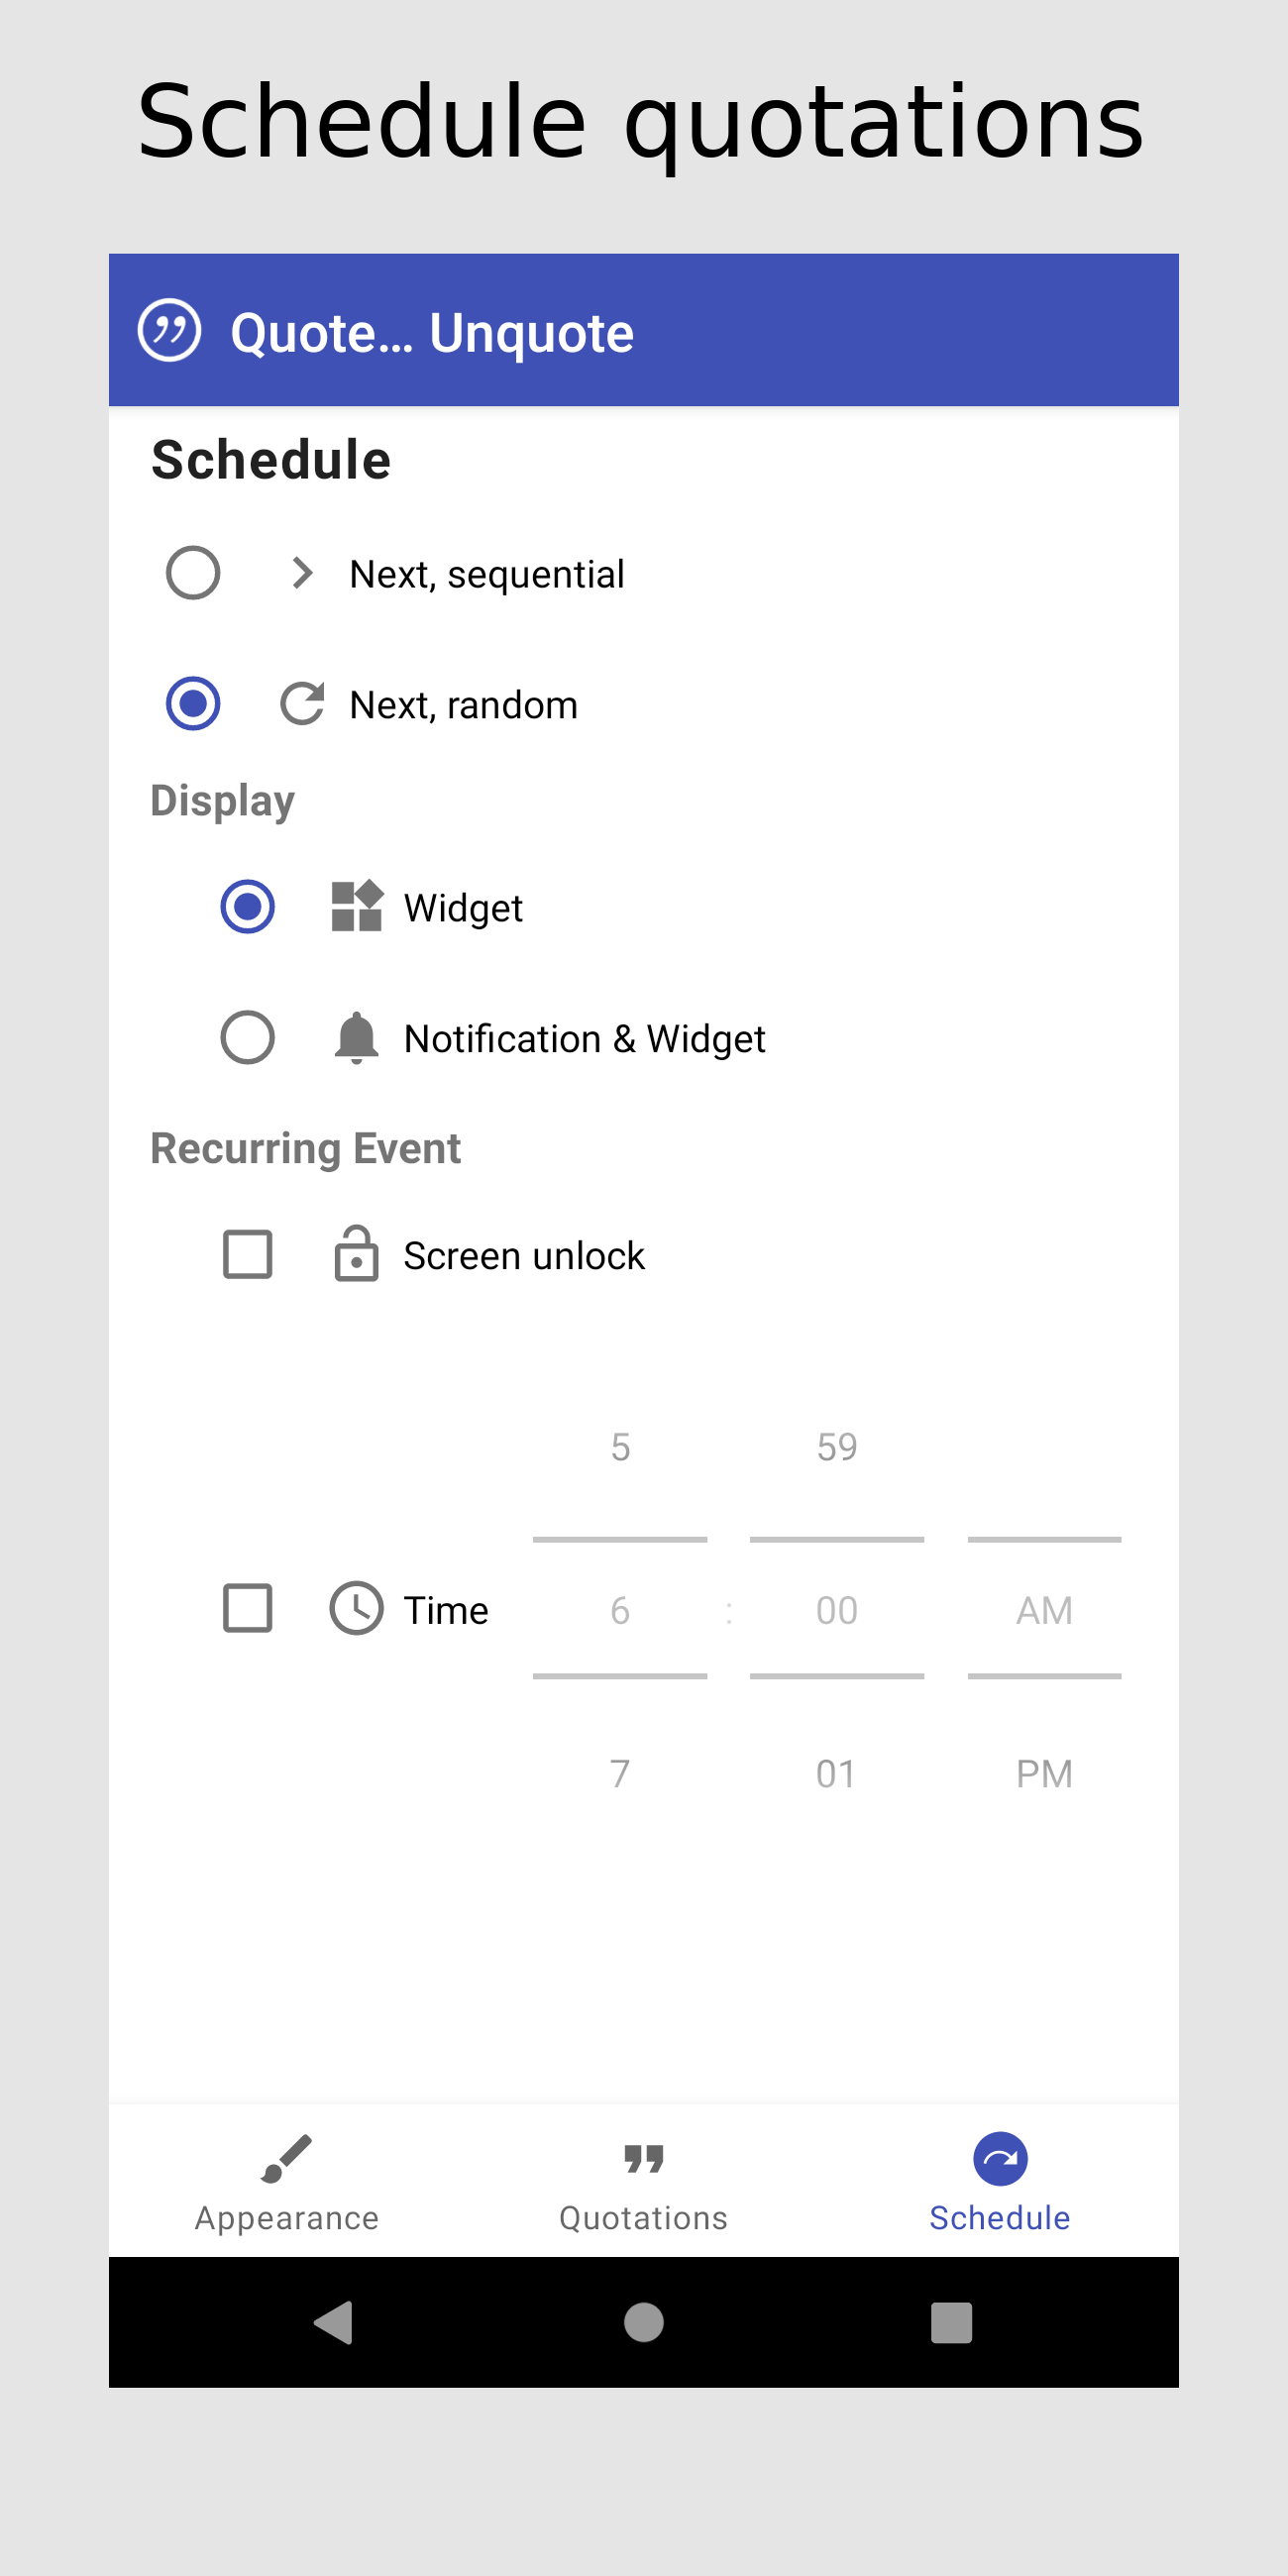 Schedule quotations
Quote... Unquote
Schedule
Next, sequential
Next, random
Display
Widget
Notification & Widget
Recurring Event
Screen unlock
5 59
Time 6 : 00 AM
7 01 PM
Appearance Quotations Schedule